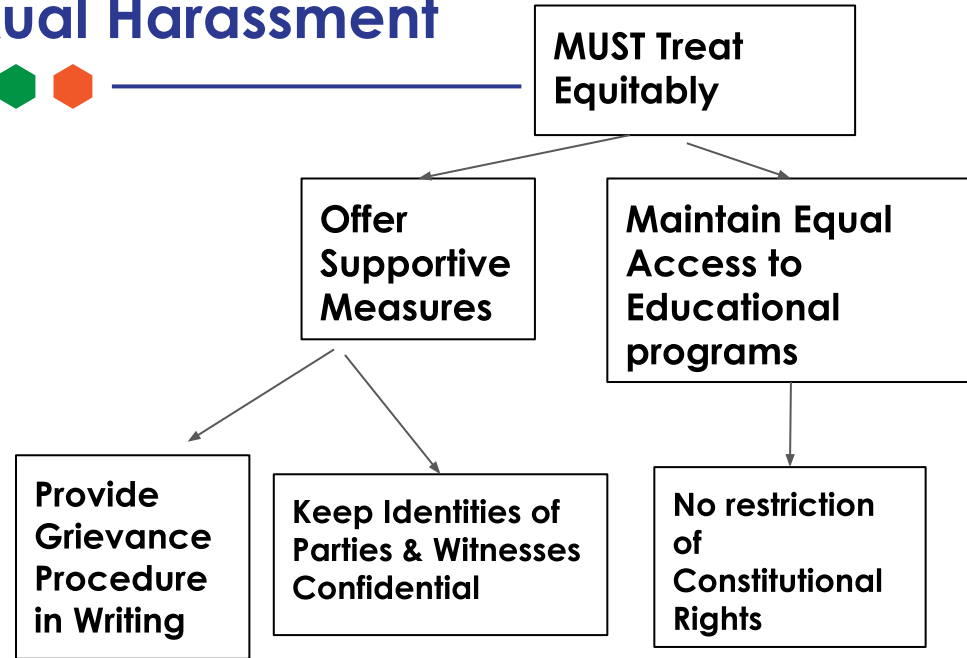 Harassment
MUST Treat
Equitably
Offer
Supportive
Measures
Maintain Equal
Access to
Educational
programs
Provide
Grievance
Procedure
in Writing
Keep Identities of
Parties & Witnesses
Confidential
No restriction
of
Constitutional
Rights